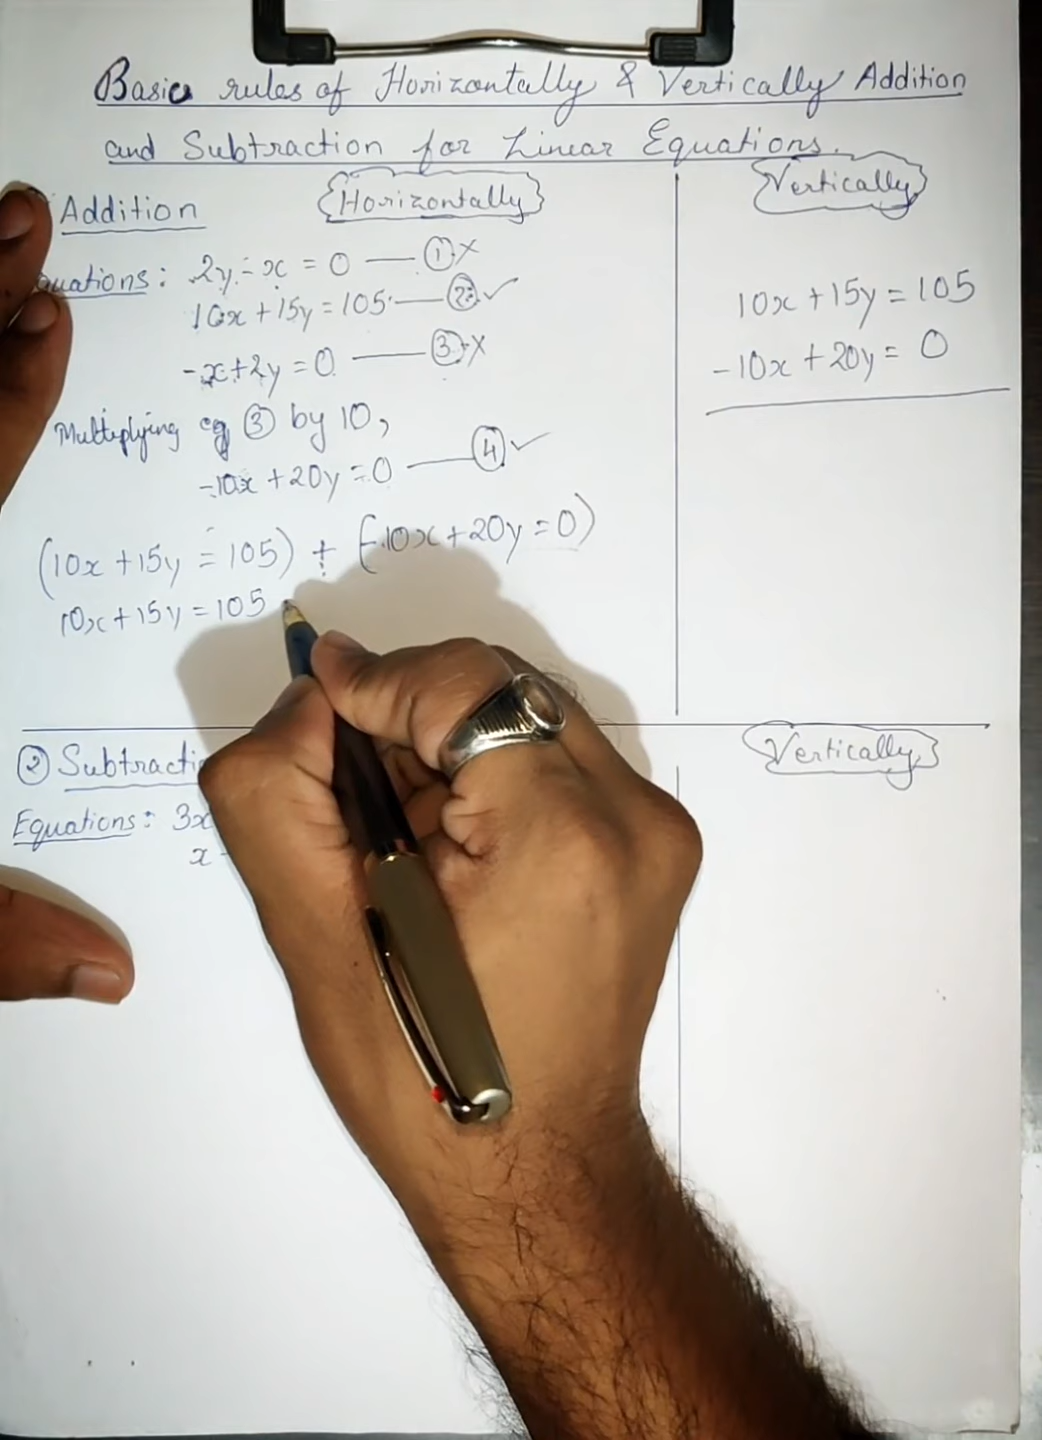 Basic rules of Horizontally & Vertically Addition
and Subtraction for Linear Equations.
Addition
Horizontally
Vertically
quations: 2y - x = 0 — ① ×
10x + 15y = 105 — ② ✓
-x + 2y = 0 — ③ ×
Multiplying eq ③ by 10,
-10x + 20y = 0 — ④ ✓
(10x + 15y = 105) + (-10x + 20y = 0)
10x + 15y = 105
10x + 15y = 105
-10x + 20y = 0
② Subtracti
Vertically
Equations: 3x
x -